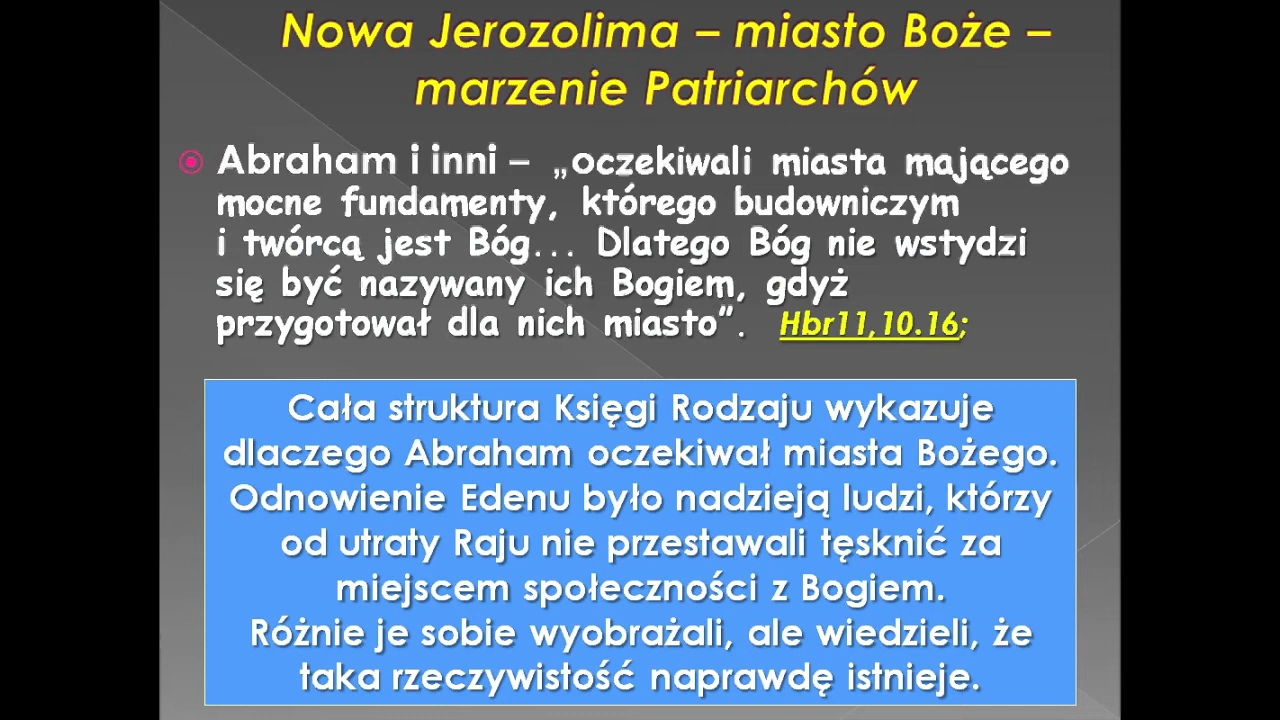 Nowa Jerozolima – miasto Boże –
marzenie Patriarchów
Abraham i inni – „oczekiwali miasta mającego
mocne fundamenty, którego budowniczym
i twórcą jest Bóg... Dlatego Bóg nie wstydzi
się być nazywany ich Bogiem, gdyż
przygotował dla nich miasto”. Hbr11,10.16;
Cała struktura Księgi Rodzaju wykazuje
dlaczego Abraham oczekiwał miasta Bożego.
Odnowienie Edenu było nadzieją ludzi, którzy
od utraty Raju nie przestawali tęsknić za
miejscem społeczności z Bogiem.
Różnie je sobie wyobrażali, ale wiedzieli, że
taka rzeczywistość naprawdę istnieje.